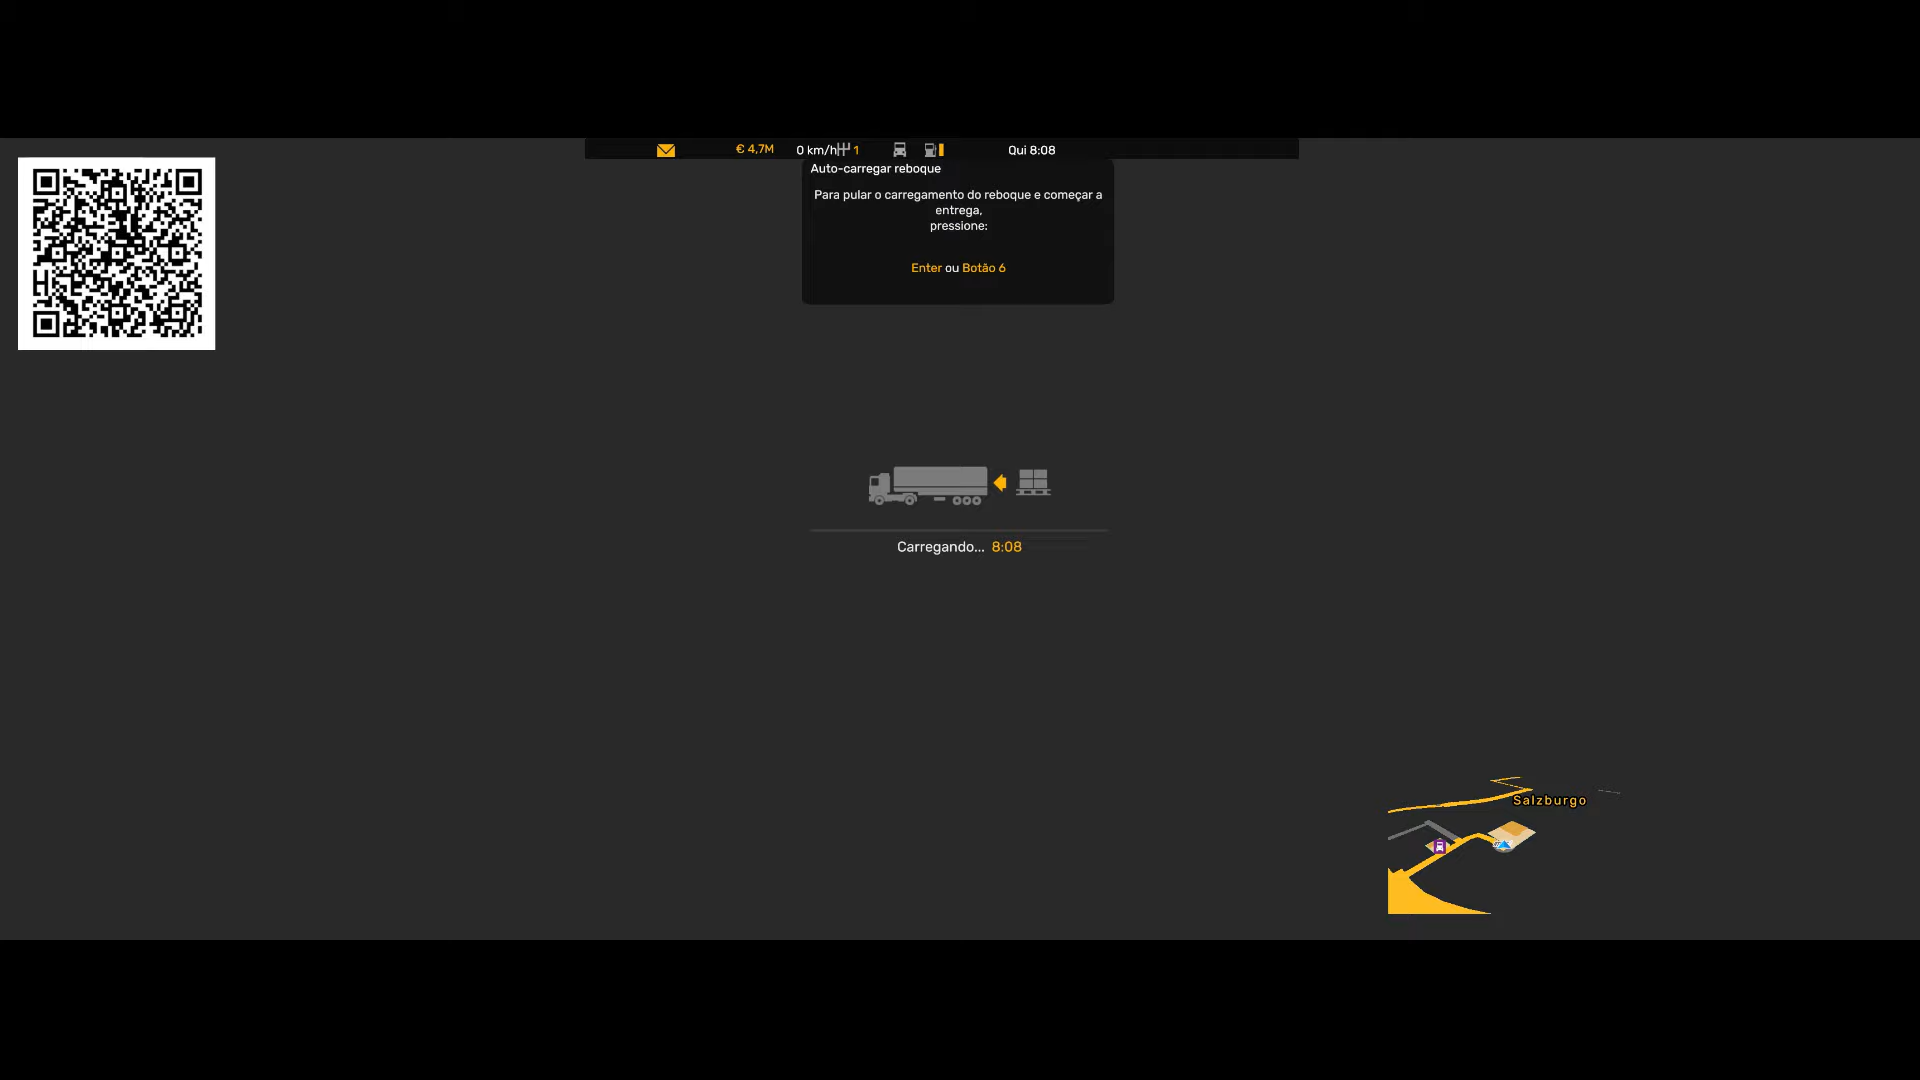 € 4,7M 0 km/h 1 Qui 8:08
Auto-carregar reboque
Para pular o carregamento do reboque e começar a
entrega,
pressione:
Enter ou Botão 6
Carregando... 8:08
Salzburgo